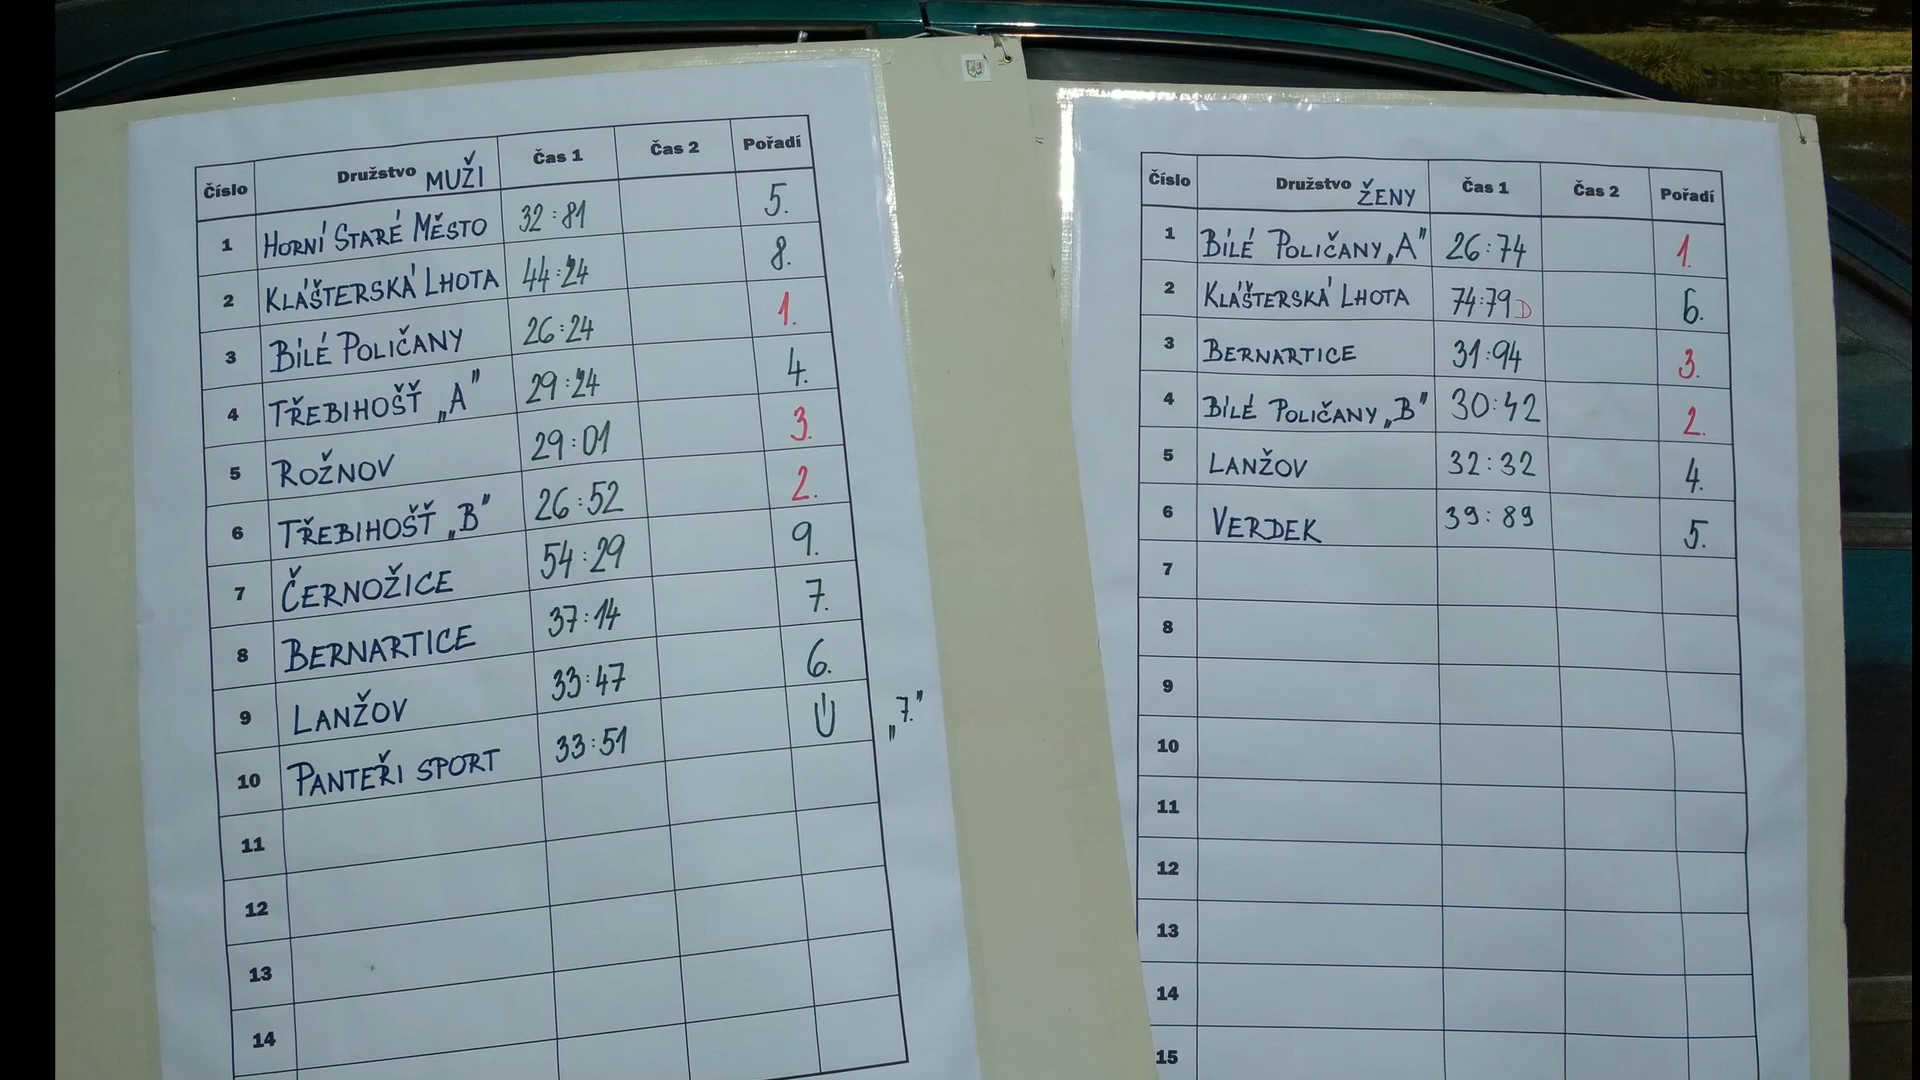 Číslo Družstvo MUŽI Čas 1 Čas 2 Pořadí
1 HORNÍ STARÉ MĚSTO 32:81 5.
2 KLÁŠTERSKÁ LHOTA 44:24 8.
3 BÍLÉ POLIČANY 26:24 1.
4 TŘEBIHOŠŤ „A" 29:24 4.
5 ROŽNOV 29:01 3.
6 TŘEBIHOŠŤ „B" 26:52 2.
7 ČERNOŽICE 54:29 9.
8 BERNARTICE 37:14 7.
9 LANŽOV 33:47 6.
10 PANTEŘI SPORT 33:51 „7."
11
12
13
14
Číslo Družstvo ŽENY Čas 1 Čas 2 Pořadí
1 BÍLÉ POLIČANY „A" 26:74 1.
2 KLÁŠTERSKÁ LHOTA 74:79 D 6.
3 BERNARTICE 31:94 3.
4 BÍLÉ POLIČANY „B" 30:42 2.
5 LANŽOV 32:32 4.
6 VERDEK 39:89 5.
7
8
9
10
11
12
13
14
15